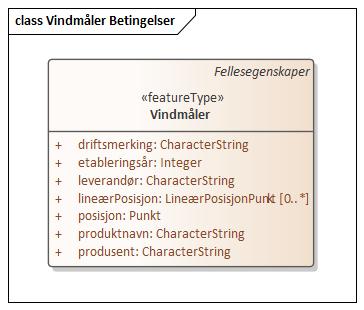 class Vindmåler Betingelser
Fellesegenskaper
«featureType»
Vindmåler
+ driftsmerking: CharacterString
+ etableringsår: Integer
+ leverandør: CharacterString
+ lineærPosisjon: LineærPosisjonPunkt [0..*]
+ posisjon: Punkt
+ produktnavn: CharacterString
+ produsent: CharacterString